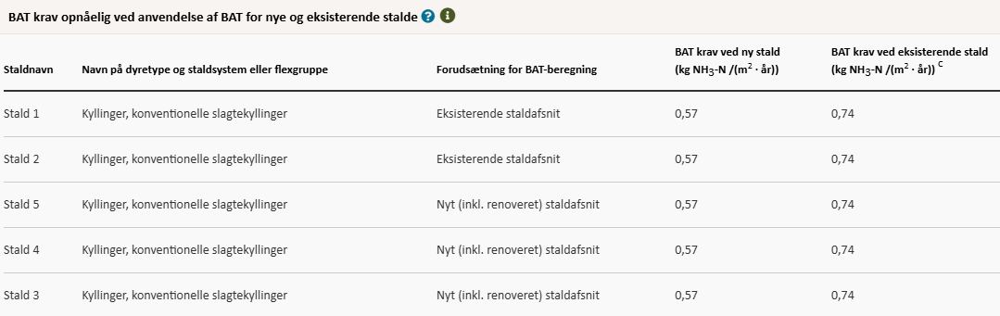 BAT krav opnåelig ved anvendelse af BAT for nye og eksisterende stalde ? i
Staldnavn Navn på dyretype og staldsystem eller flexgruppe Forudsætning for BAT-beregning BAT krav ved ny stald (kg NH3-N /(m² · år)) BAT krav ved eksisterende stald (kg NH3-N /(m² · år)) C
Stald 1 Kyllinger, konventionelle slagtekyllinger Eksisterende staldafsnit 0,57 0,74
Stald 2 Kyllinger, konventionelle slagtekyllinger Eksisterende staldafsnit 0,57 0,74
Stald 5 Kyllinger, konventionelle slagtekyllinger Nyt (inkl. renoveret) staldafsnit 0,57 0,74
Stald 4 Kyllinger, konventionelle slagtekyllinger Nyt (inkl. renoveret) staldafsnit 0,57 0,74
Stald 3 Kyllinger, konventionelle slagtekyllinger Nyt (inkl. renoveret) staldafsnit 0,57 0,74